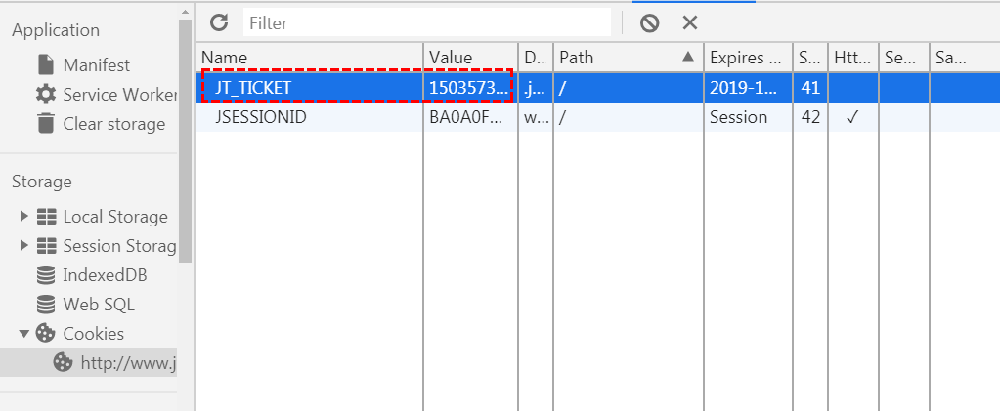 Application
Manifest
Service Worker
Clear storage
Storage
Local Storage
Session Storag
IndexedDB
Web SQL
Cookies
http://www.j
Filter
Name Value D... Path Expires ... S... Htt... Se... Sa...
JT_TICKET 1503573... .j... / 2019-1... 41
JSESSIONID BA0A0F... w... / Session 42 ✓